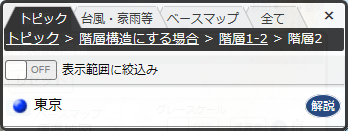 トピック 台風・豪雨等 ベースマップ 全て ×
トピック > 階層構造にする場合 > 階層1-2 > 階層2
OFF 表示範囲に絞込み
東京 解説